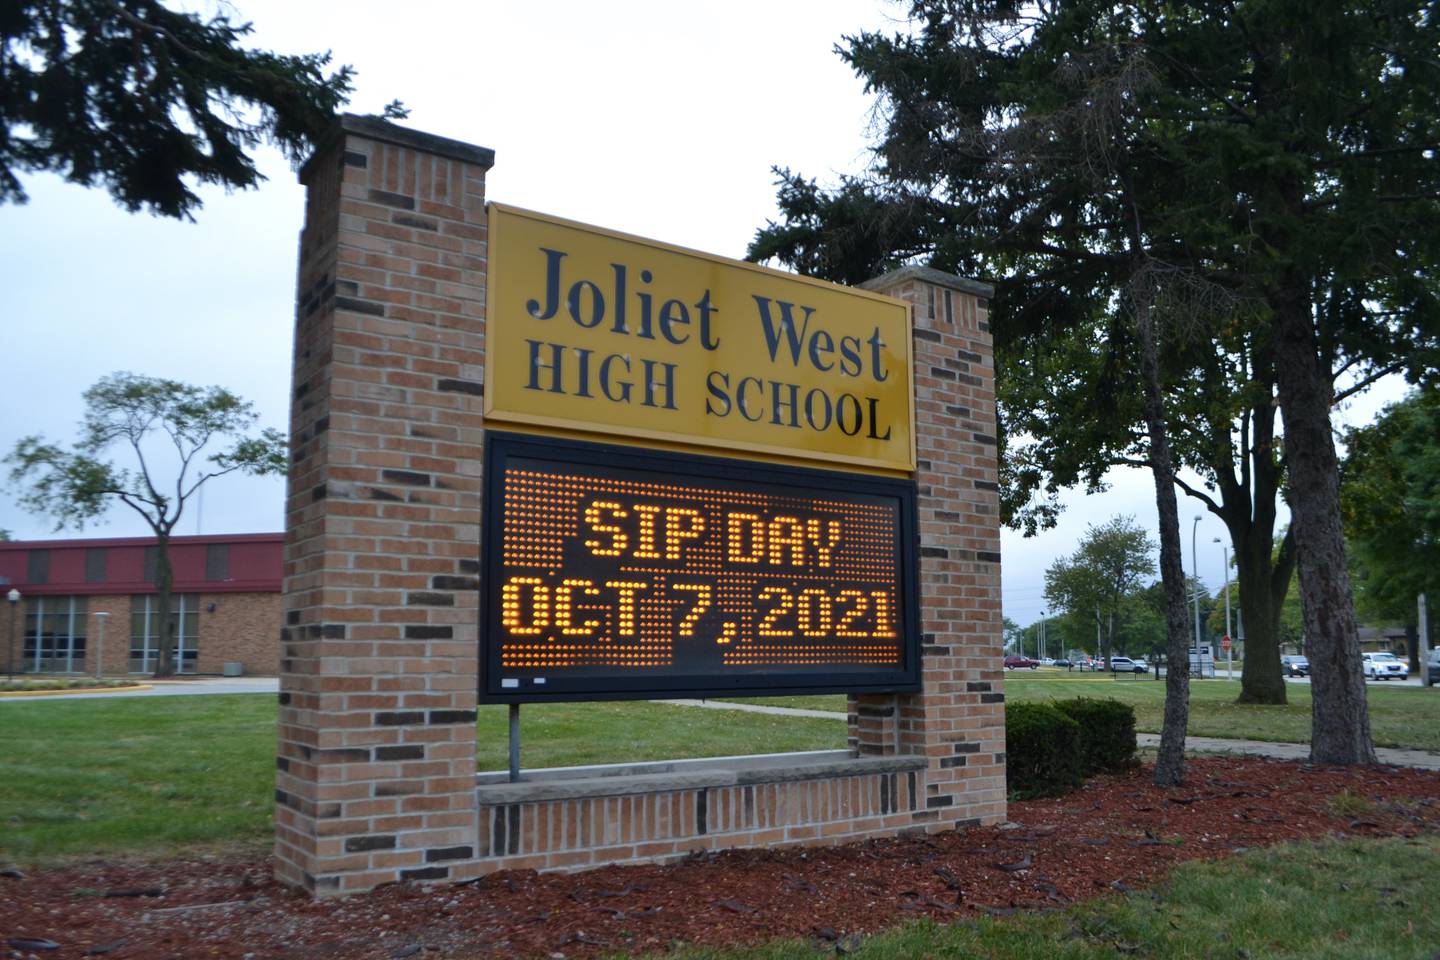 Joliet West
HIGH SCHOOL
SIP DAY
OCT 7, 2021